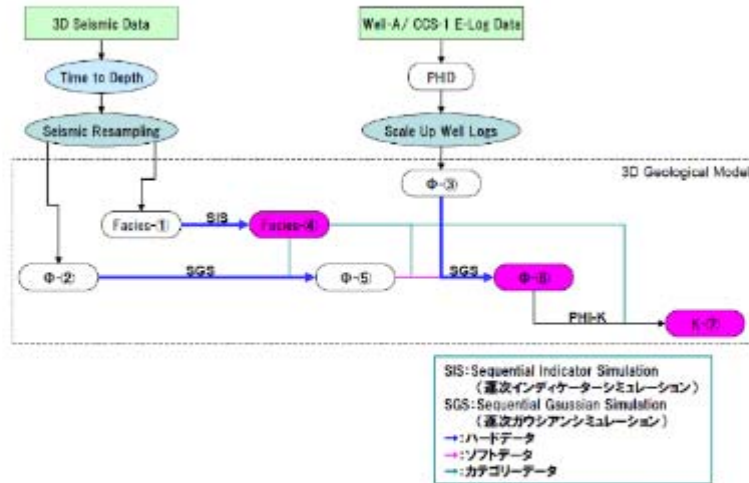 3D Seismic Data
Well-A/ CCS-1 E-Log Data
Time to Depth
PHID
Seismic Resampling
Scale Up Well Logs
3D Geological Model
Φ-③
Facies-①
SIS
Facies-④
Φ-②
SGS
Φ-⑤
SGS
Φ-⑥
PHI-K
K-⑦
SIS:Sequential Indicator Simulation
(逐次インディケーターシミュレーション)
SGS:Sequential Gaussian Simulation
(逐次ガウシアンシミュレーション)
→:ハードデータ
→:ソフトデータ
→:カテゴリーデータ